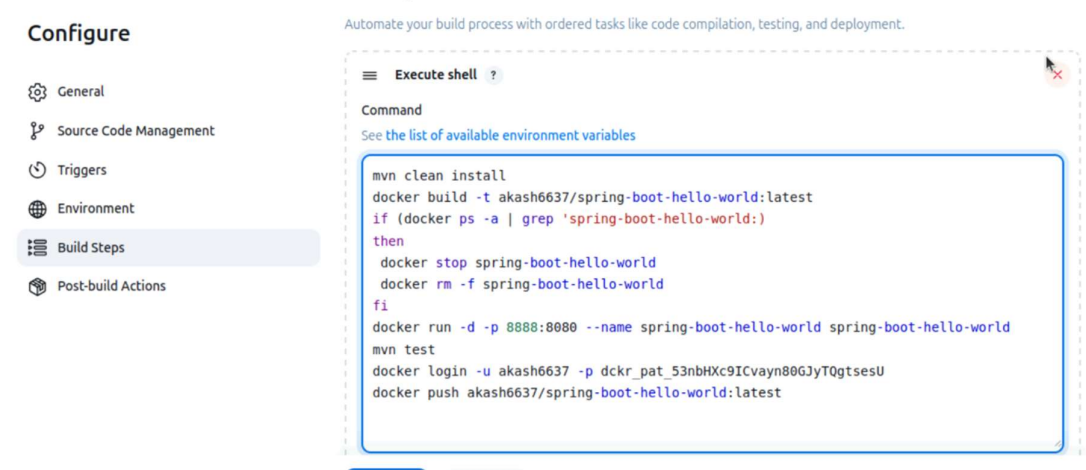 Configure
General
Source Code Management
Triggers
Environment
Build Steps
Post-build Actions
Automate your build process with ordered tasks like code compilation, testing, and deployment.
Execute shell ?
Command
See the list of available environment variables
mvn clean install
docker build -t akash6637/spring-boot-hello-world:latest
if (docker ps -a | grep 'spring-boot-hello-world:)
then
docker stop spring-boot-hello-world
docker rm -f spring-boot-hello-world
fi
docker run -d -p 8888:8080 --name spring-boot-hello-world spring-boot-hello-world
mvn test
docker login -u akash6637 -p dckr_pat_53nbHXc9ICvayn80GJyTQgtsesU
docker push akash6637/spring-boot-hello-world:latest